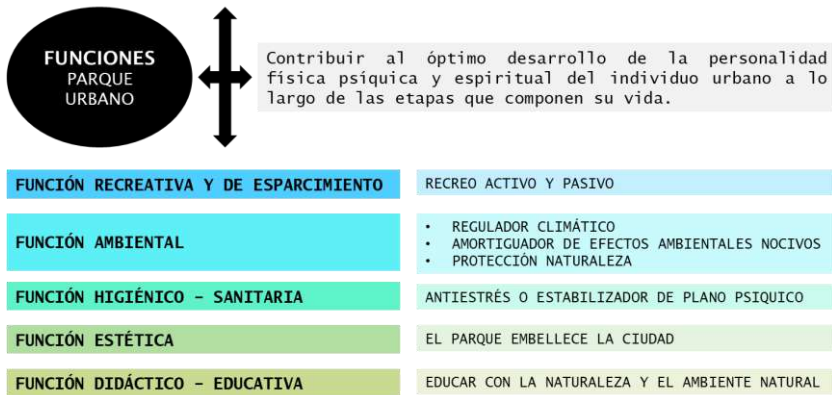 FUNCIONES
PARQUE
URBANO
Contribuir al óptimo desarrollo de la personalidad
física psíquica y espiritual del individuo urbano a lo
largo de las etapas que componen su vida.
FUNCIÓN RECREATIVA Y DE ESPARCIMIENTO
RECREO ACTIVO Y PASIVO
FUNCIÓN AMBIENTAL
• REGULADOR CLIMÁTICO
• AMORTIGUADOR DE EFECTOS AMBIENTALES NOCIVOS
• PROTECCIÓN NATURALEZA
FUNCIÓN HIGIÉNICO – SANITARIA
ANTIESTRÉS O ESTABILIZADOR DE PLANO PSIQUICO
FUNCIÓN ESTÉTICA
EL PARQUE EMBELLECE LA CIUDAD
FUNCIÓN DIDÁCTICO – EDUCATIVA
EDUCAR CON LA NATURALEZA Y EL AMBIENTE NATURAL